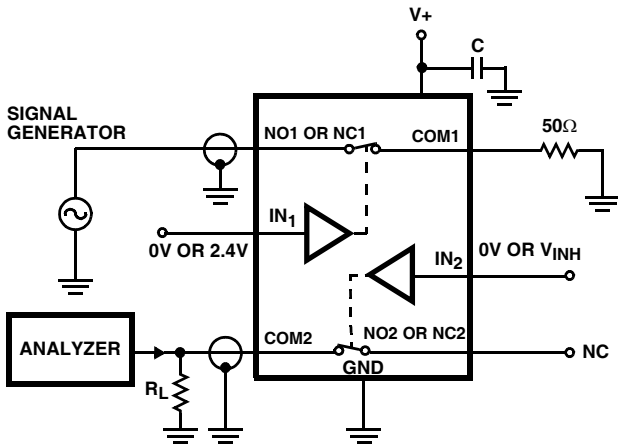 V+
C
SIGNAL
GENERATOR
NO1 OR NC1
COM1
50Ω
IN1
0V OR 2.4V
IN2
0V OR VINH
COM2
NO2 OR NC2
ANALYZER
NC
GND
RL